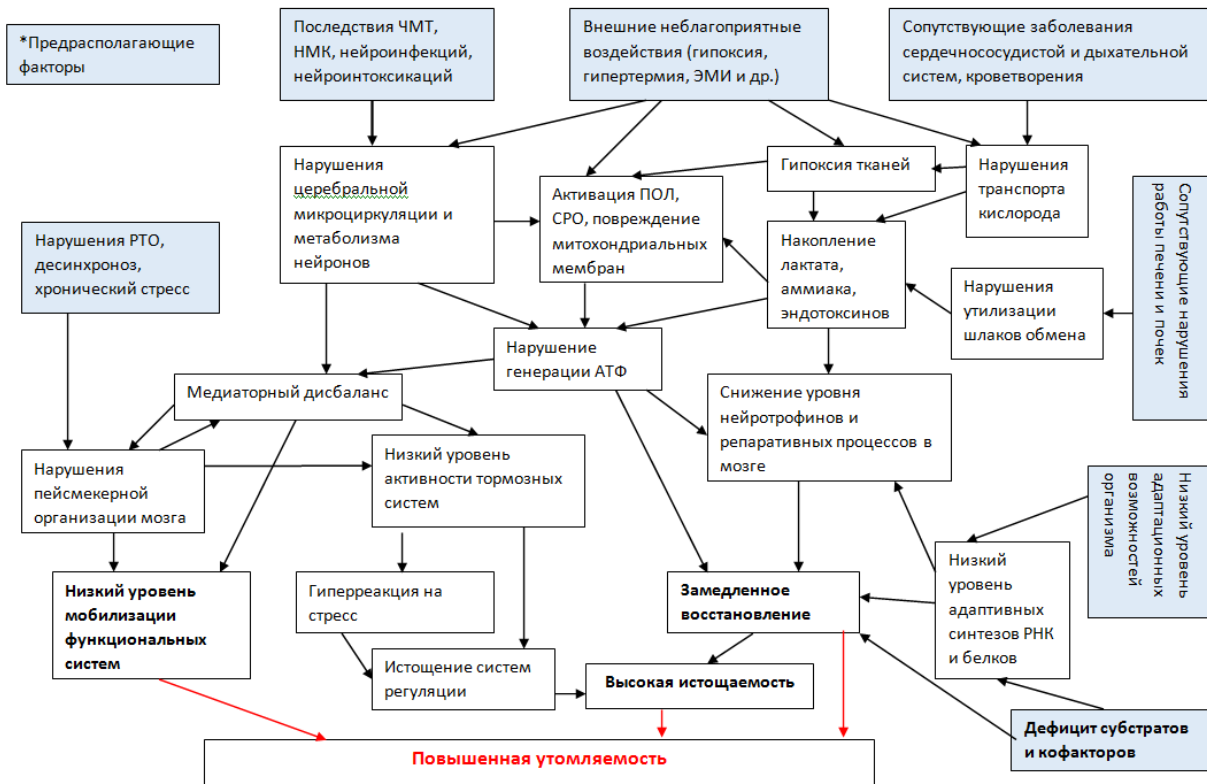 *Предрасполагающие
факторы
Последствия ЧМТ,
НМК, нейроинфекций,
нейроинтоксикаций
Внешние неблагоприятные
воздействия (гипоксия,
гипертермия, ЭМИ и др.)
Сопутствующие заболевания
сердечнососудистой и дыхательной
систем, кроветворения
Нарушения
церебральной
микроциркуляции и
метаболизма
нейронов
Активация ПОЛ,
СРО, повреждение
митохондриальных
мембран
Гипоксия тканей
Нарушения
транспорта
кислорода
Сопутствующие нарушения
работы печени и почек
Нарушения РТО,
десинхроноз,
хронический стресс
Накопление
лактата,
аммиака,
эндотоксинов
Нарушения
утилизации
шлаков обмена
Нарушение
генерации АТФ
Медиаторный дисбаланс
Снижение уровня
нейротрофинов и
репаративных процессов в
мозге
Нарушения
пейсмекерной
организации мозга
Низкий уровень
активности тормозных
систем
Низкий уровень
адаптационных
возможностей
организма
Низкий
уровень
адаптивных
синтезов РНК
и белков
Низкий уровень
мобилизации
функциональных
систем
Гиперреакция на
стресс
Замедленное
восстановление
Истощение систем
регуляции
Высокая истощаемость
Дефицит субстратов
и кофакторов
Повышенная утомляемость